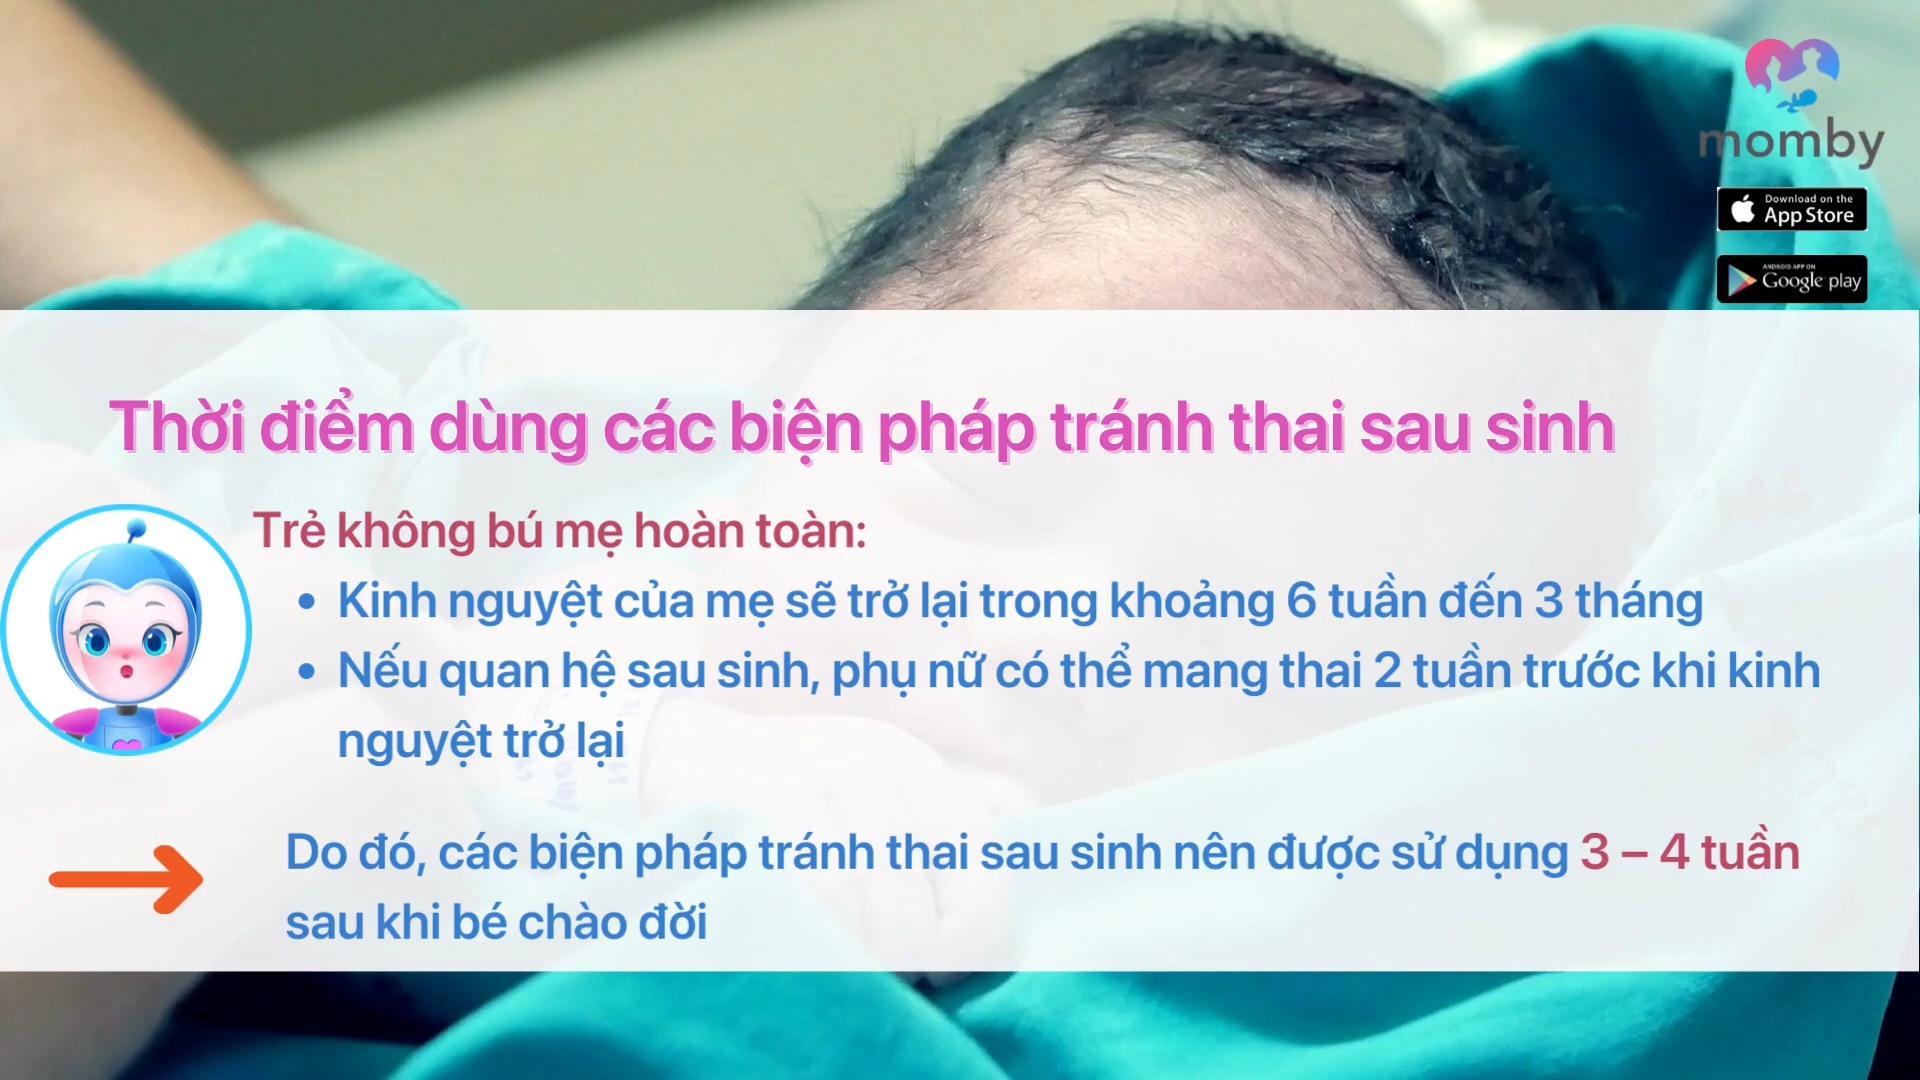 momby
Download on the
App Store
ANDROID APP ON
Google play
Thời điểm dùng các biện pháp tránh thai sau sinh
Trẻ không bú mẹ hoàn toàn:
• Kinh nguyệt của mẹ sẽ trở lại trong khoảng 6 tuần đến 3 tháng
• Nếu quan hệ sau sinh, phụ nữ có thể mang thai 2 tuần trước khi kinh
nguyệt trở lại
Do đó, các biện pháp tránh thai sau sinh nên được sử dụng 3 – 4 tuần
sau khi bé chào đời